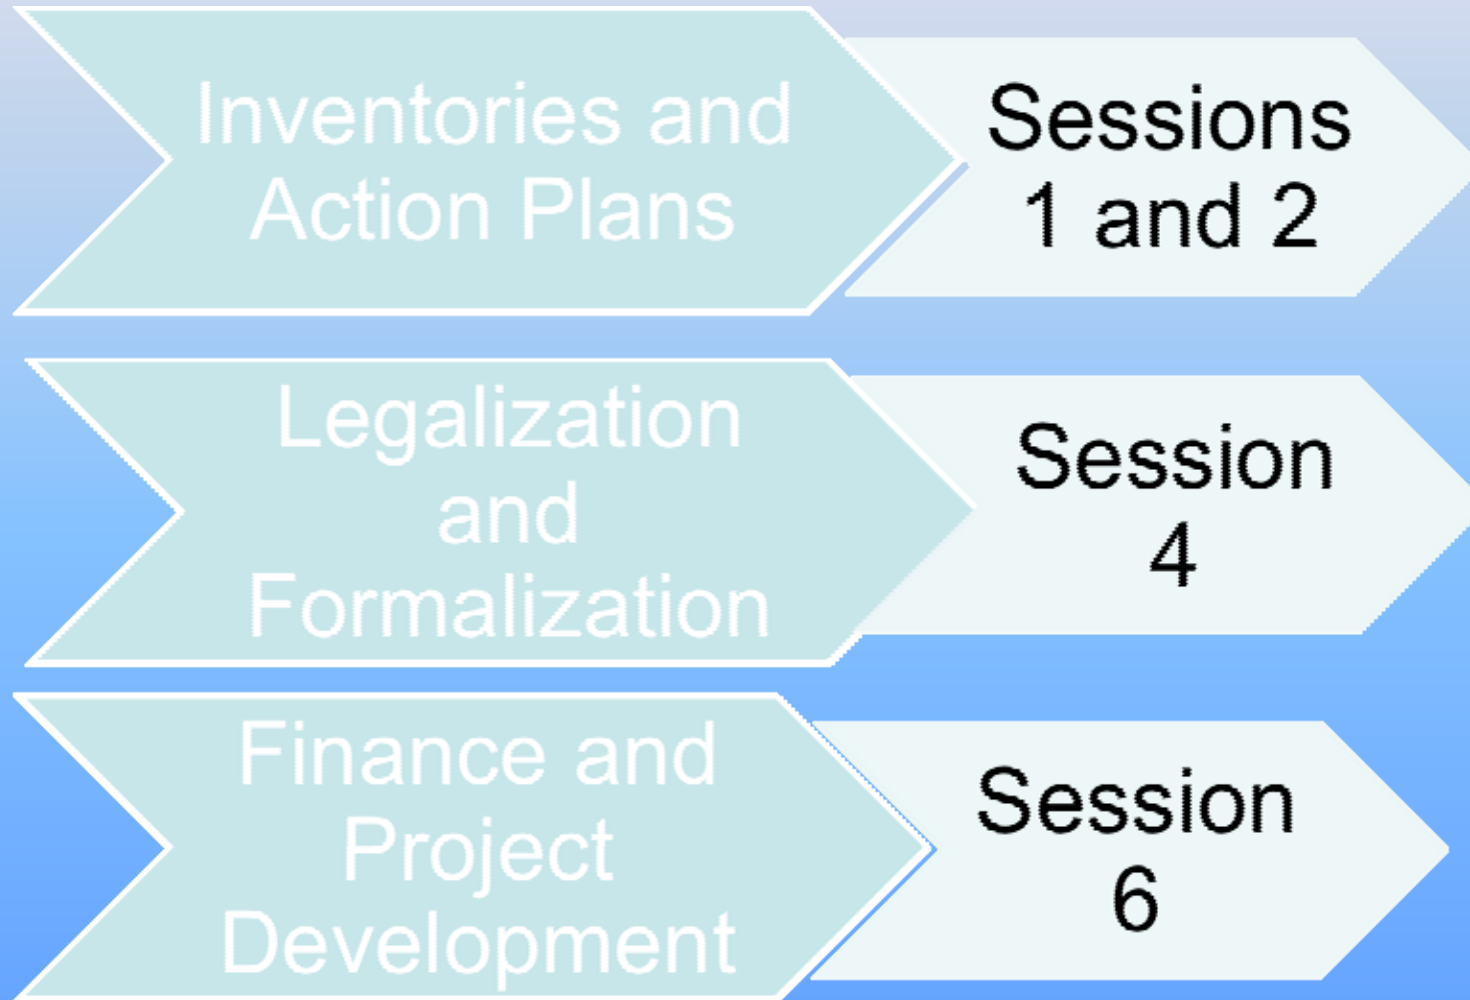 Inventories and
Action Plans
Sessions
1 and 2
Legalization
and
Formalization
Session
4
Finance and
Project
Development
Session
6